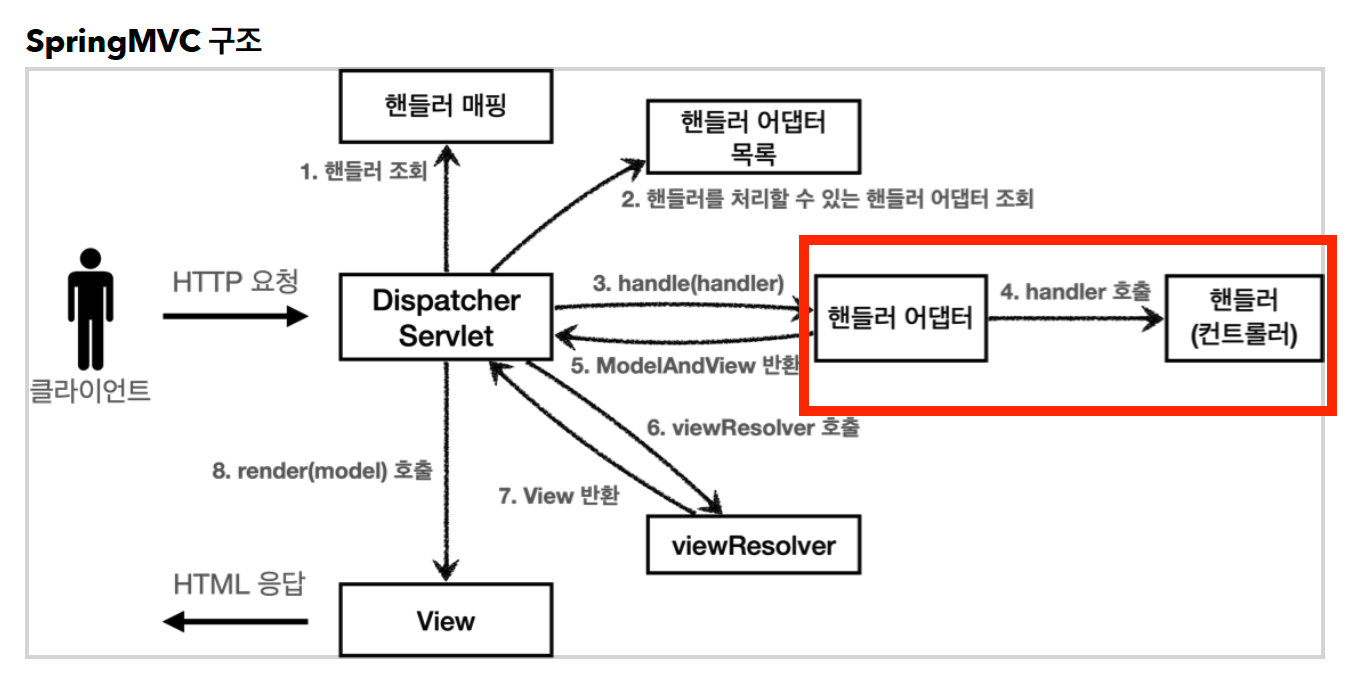 SpringMVC 구조
핸들러 매핑
핸들러 어댑터
목록
1. 핸들러 조회
2. 핸들러를 처리할 수 있는 핸들러 어댑터 조회
HTTP 요청
클라이언트
Dispatcher
Servlet
3. handle(handler)
핸들러 어댑터
4. handler 호출
핸들러
(컨트롤러)
5. ModelAndView 반환
6. viewResolver 호출
8. render(model) 호출
7. View 반환
viewResolver
HTML 응답
View